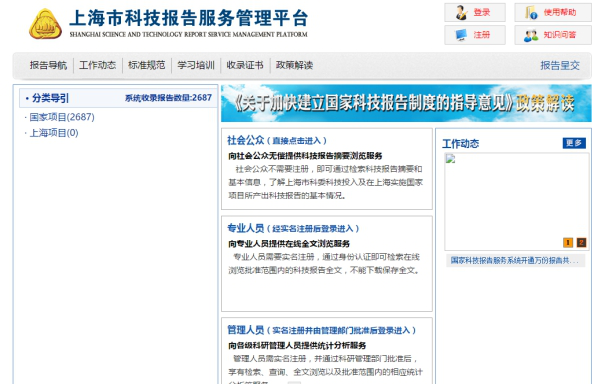 上海市科技报告服务管理平台
SHANGHAI SCIENCE AND TECHNOLOGY REPORT SERVICE MANAGEMENT PLATFORM
登录
使用帮助
注册
知识问答
报告导航 工作动态 标准规范 学习培训 收录证书 政策解读 报告呈交
分类导引 系统收录报告数量:2687
· 国家项目(2687)
· 上海项目(0)
《关于加快建立国家科技报告制度的指导意见》政策解读
社会公众（直接点击进入）
向社会公众无偿提供科技报告摘要浏览服务
社会公众不需要注册，即可通过检索科技报告摘要和
基本信息，了解上海市科委科技投入及在上海实施国家
项目所产出科技报告的基本情况。
专业人员（经实名注册后登录进入）
向专业人员提供在线全文浏览服务
专业人员需要实名注册，通过身份认证即可检索在线
浏览批准范围内的科技报告全文，不能下载保存全文。
管理人员（实名注册并由管理部门批准后登录进入）
向各级科研管理人员提供统计分析服务
管理人员需实名注册，并通过科研管理部门批准后，
享有检索、查询、全文浏览以及批准范围内的相应统计
工作动态 更多
1 2
国家科技报告服务系统开通万份报告共...